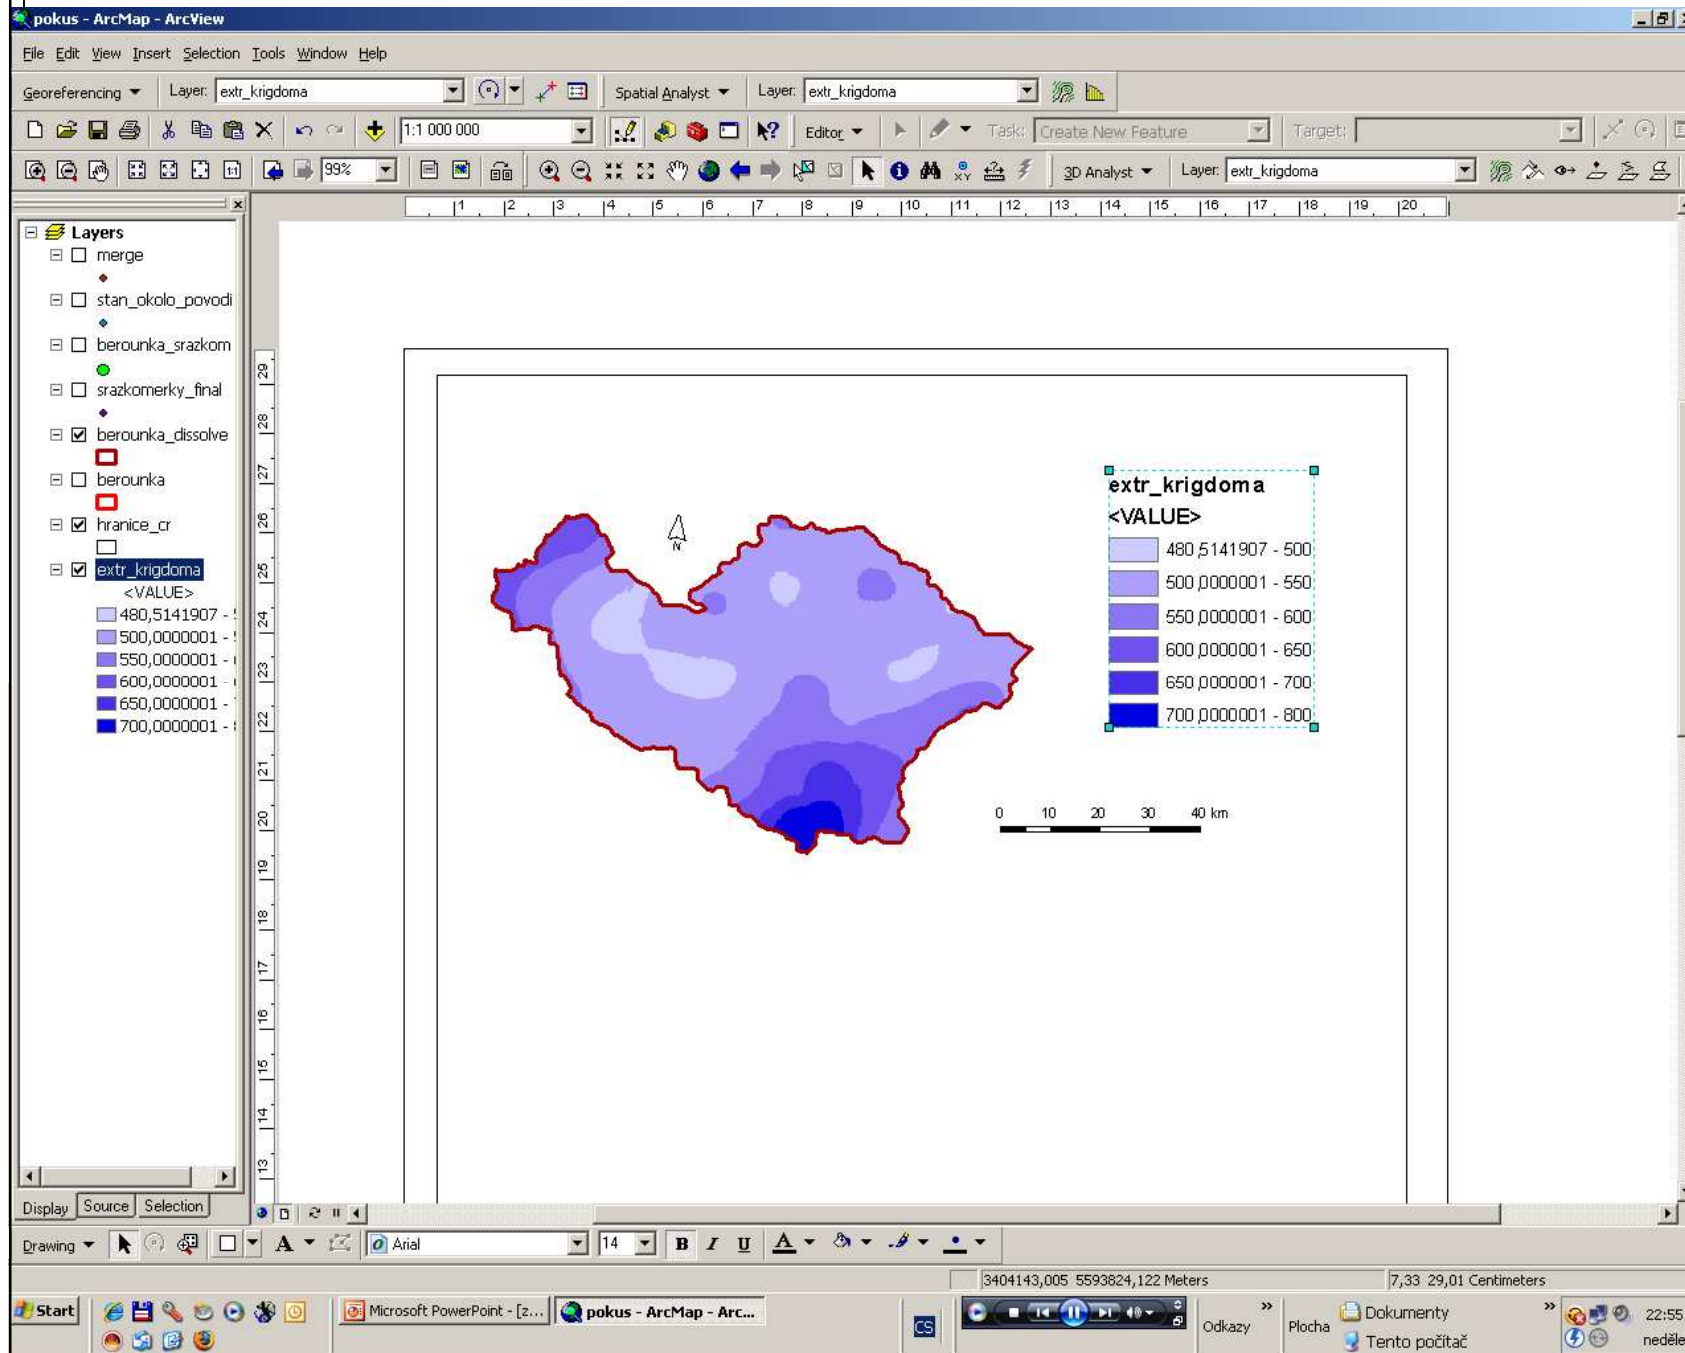 pokus - ArcMap - ArcView
File Edit View Insert Selection Tools Window Help
Georeferencing Layer: extr_krigdoma Spatial Analyst Layer: extr_krigdoma
1:1 000 000 Editor Task: Create New Feature Target:
1:1 99% 3D Analyst Layer: extr_krigdoma
1 2 3 4 5 6 7 8 9 10 11 12 13 14 15 16 17 18 19 20
Layers
merge
stan_okolo_povodi
berounka_srazkom
srazkomerky_final
berounka_dissolve
berounka
hranice_cr
extr_krigdoma
<VALUE>
480,5141907 -
500,0000001 -
550,0000001 -
600,0000001 -
650,0000001 -
700,0000001 -
29
28
27
26
25
24
23
22
21
20
19
18
17
16
15
14
13
N
extr_krigdoma
<VALUE>
480,5141907 - 500
500,0000001 - 550
550,0000001 - 600
600,0000001 - 650
650,0000001 - 700
700,0000001 - 800
0 10 20 30 40 km
Display Source Selection
Drawing A Arial 14 B I U A
3404143,005 5593824,122 Meters 7,33 29,01 Centimeters
Start Microsoft PowerPoint - [z... pokus - ArcMap - Arc... CS Odkazy » Plocha Dokumenty » 22:55
Tento počítač neděle